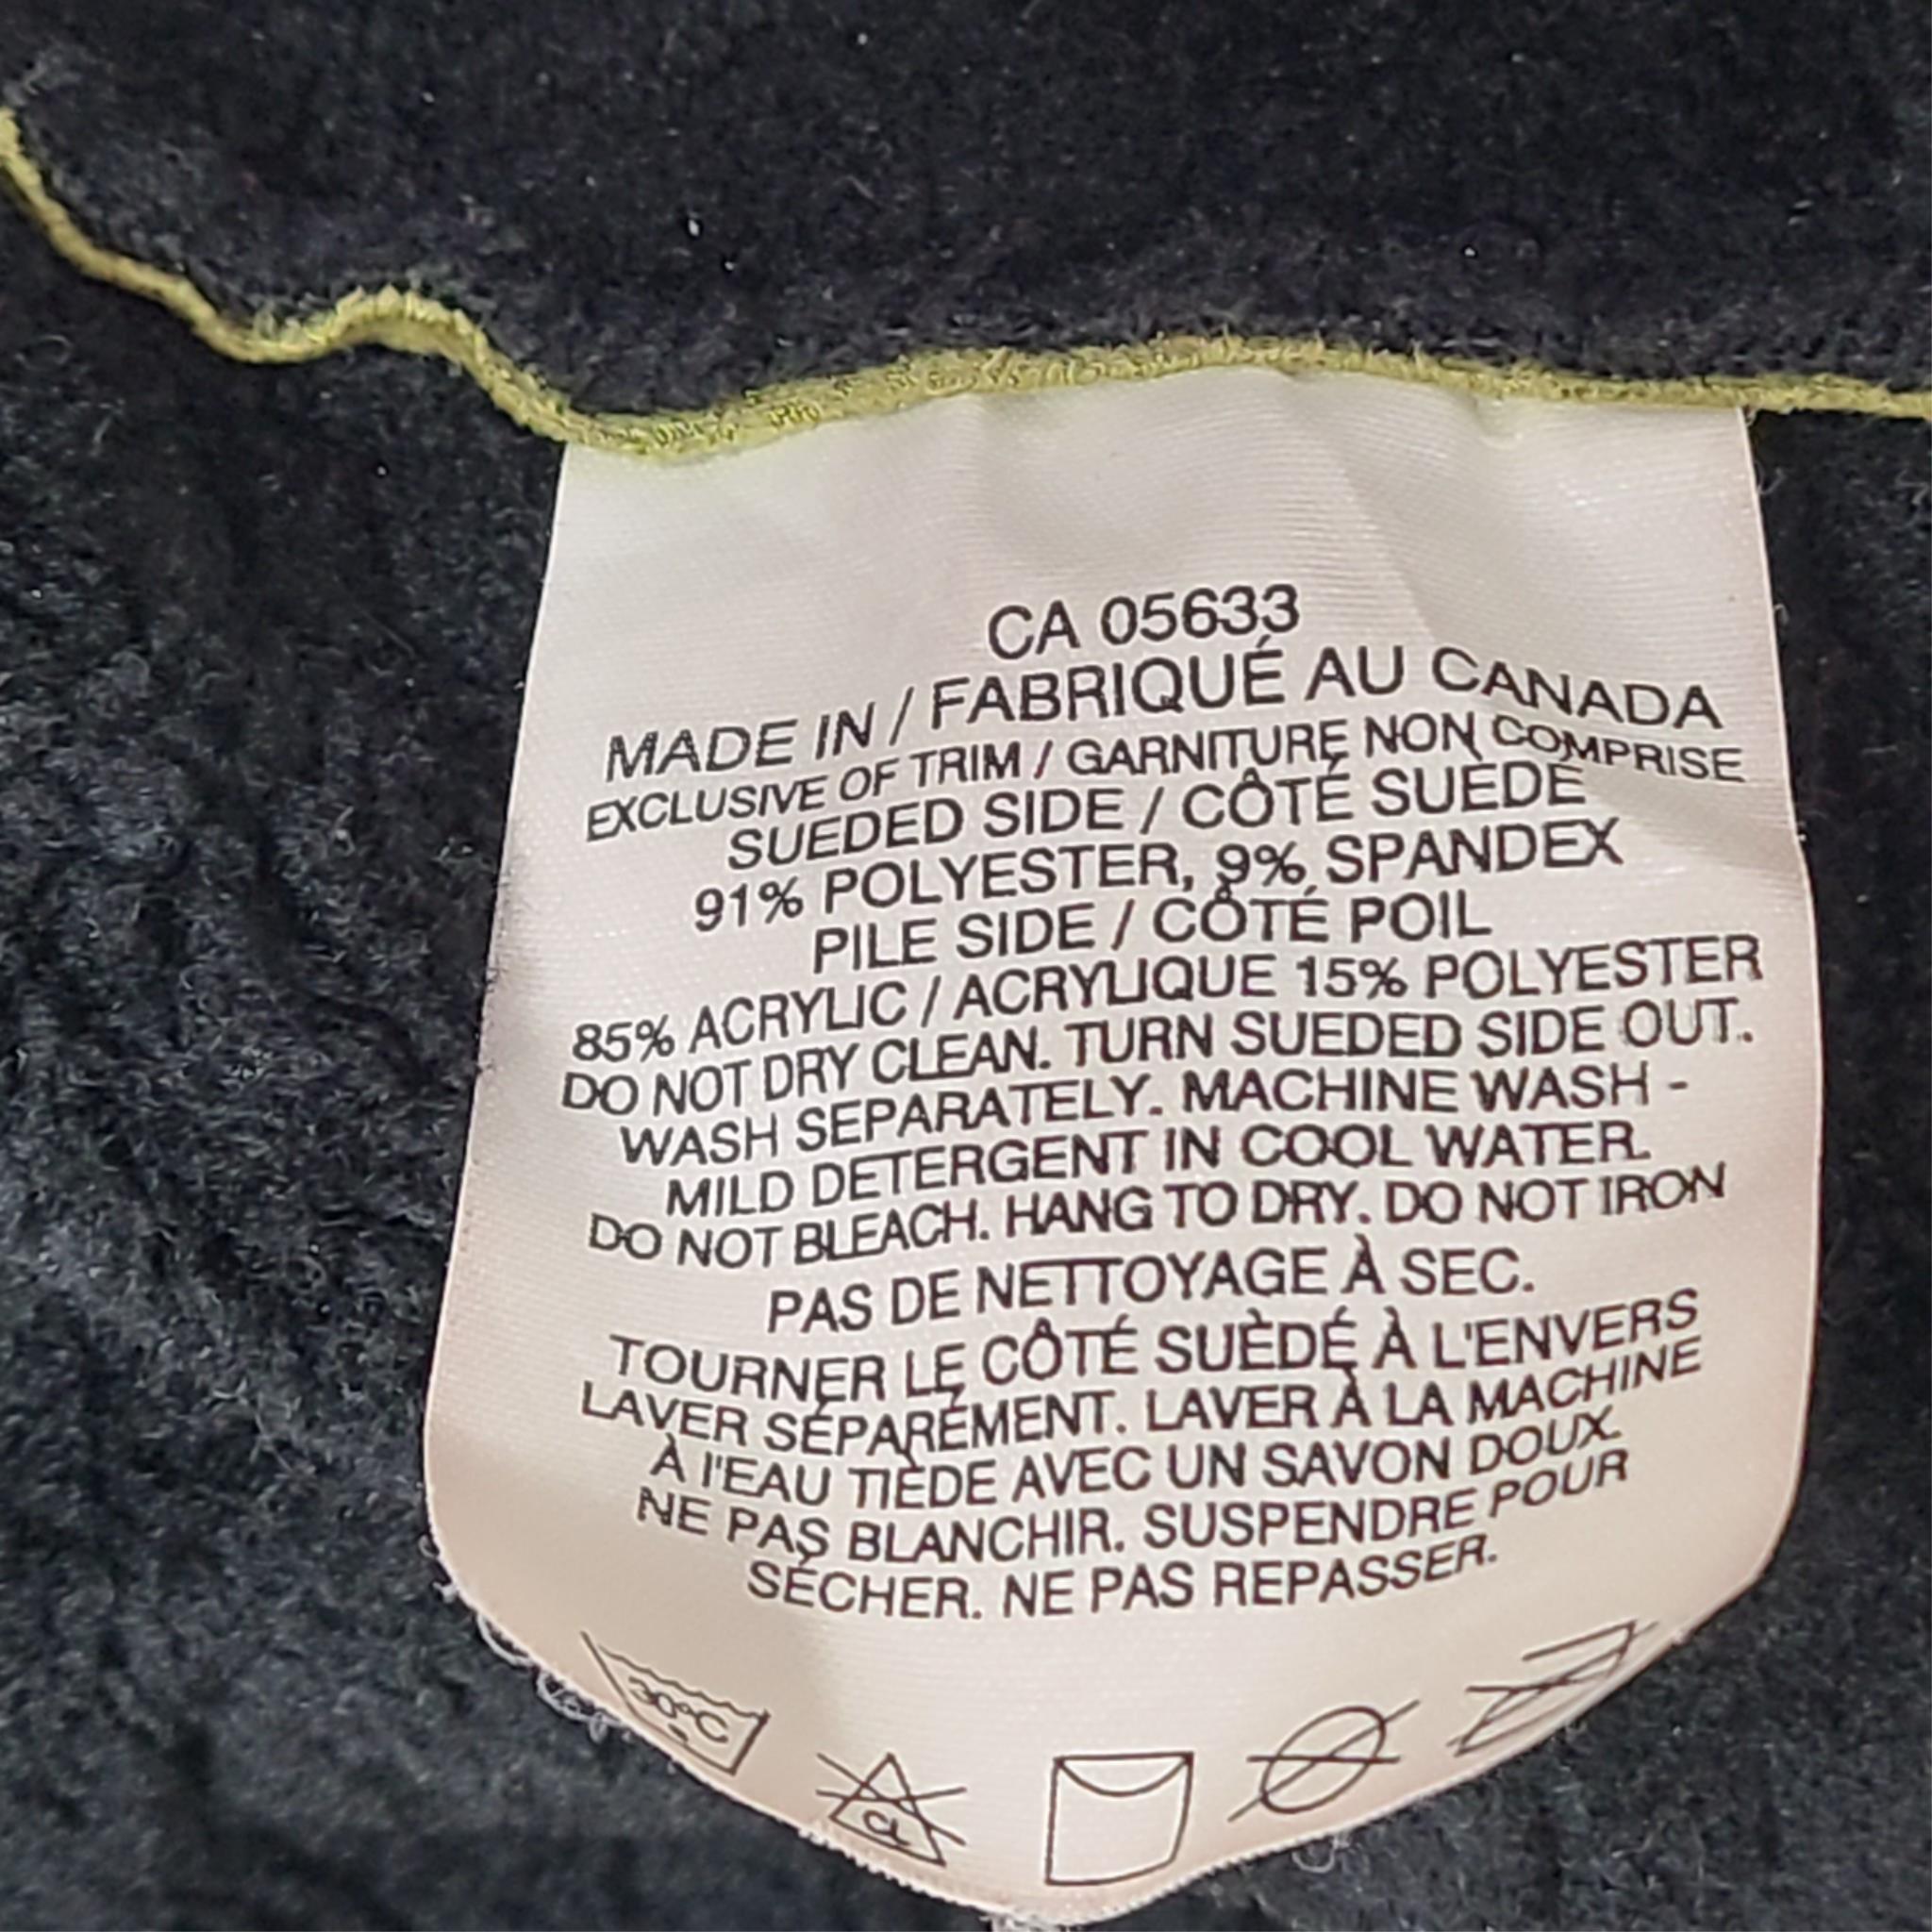 CA 05633
MADE IN / FABRIQUÉ AU CANADA
EXCLUSIVE OF TRIM / GARNITURE NON COMPRISE
SUEDED SIDE / CÔTÉ SUÈDÉ
91% POLYESTER, 9% SPANDEX
PILE SIDE / CÔTÉ POIL
85% ACRYLIC / ACRYLIQUE 15% POLYESTER
DO NOT DRY CLEAN. TURN SUEDED SIDE OUT.
WASH SEPARATELY. MACHINE WASH -
MILD DETERGENT IN COOL WATER.
DO NOT BLEACH. HANG TO DRY. DO NOT IRON
PAS DE NETTOYAGE À SEC.
TOURNER LE CÔTÉ SUÈDÉ À L'ENVERS
LAVER SÉPARÉMENT. LAVER À LA MACHINE
À l'EAU TIÈDE AVEC UN SAVON DOUX.
NE PAS BLANCHIR. SUSPENDRE POUR
SÉCHER. NE PAS REPASSER.
30°C
CL